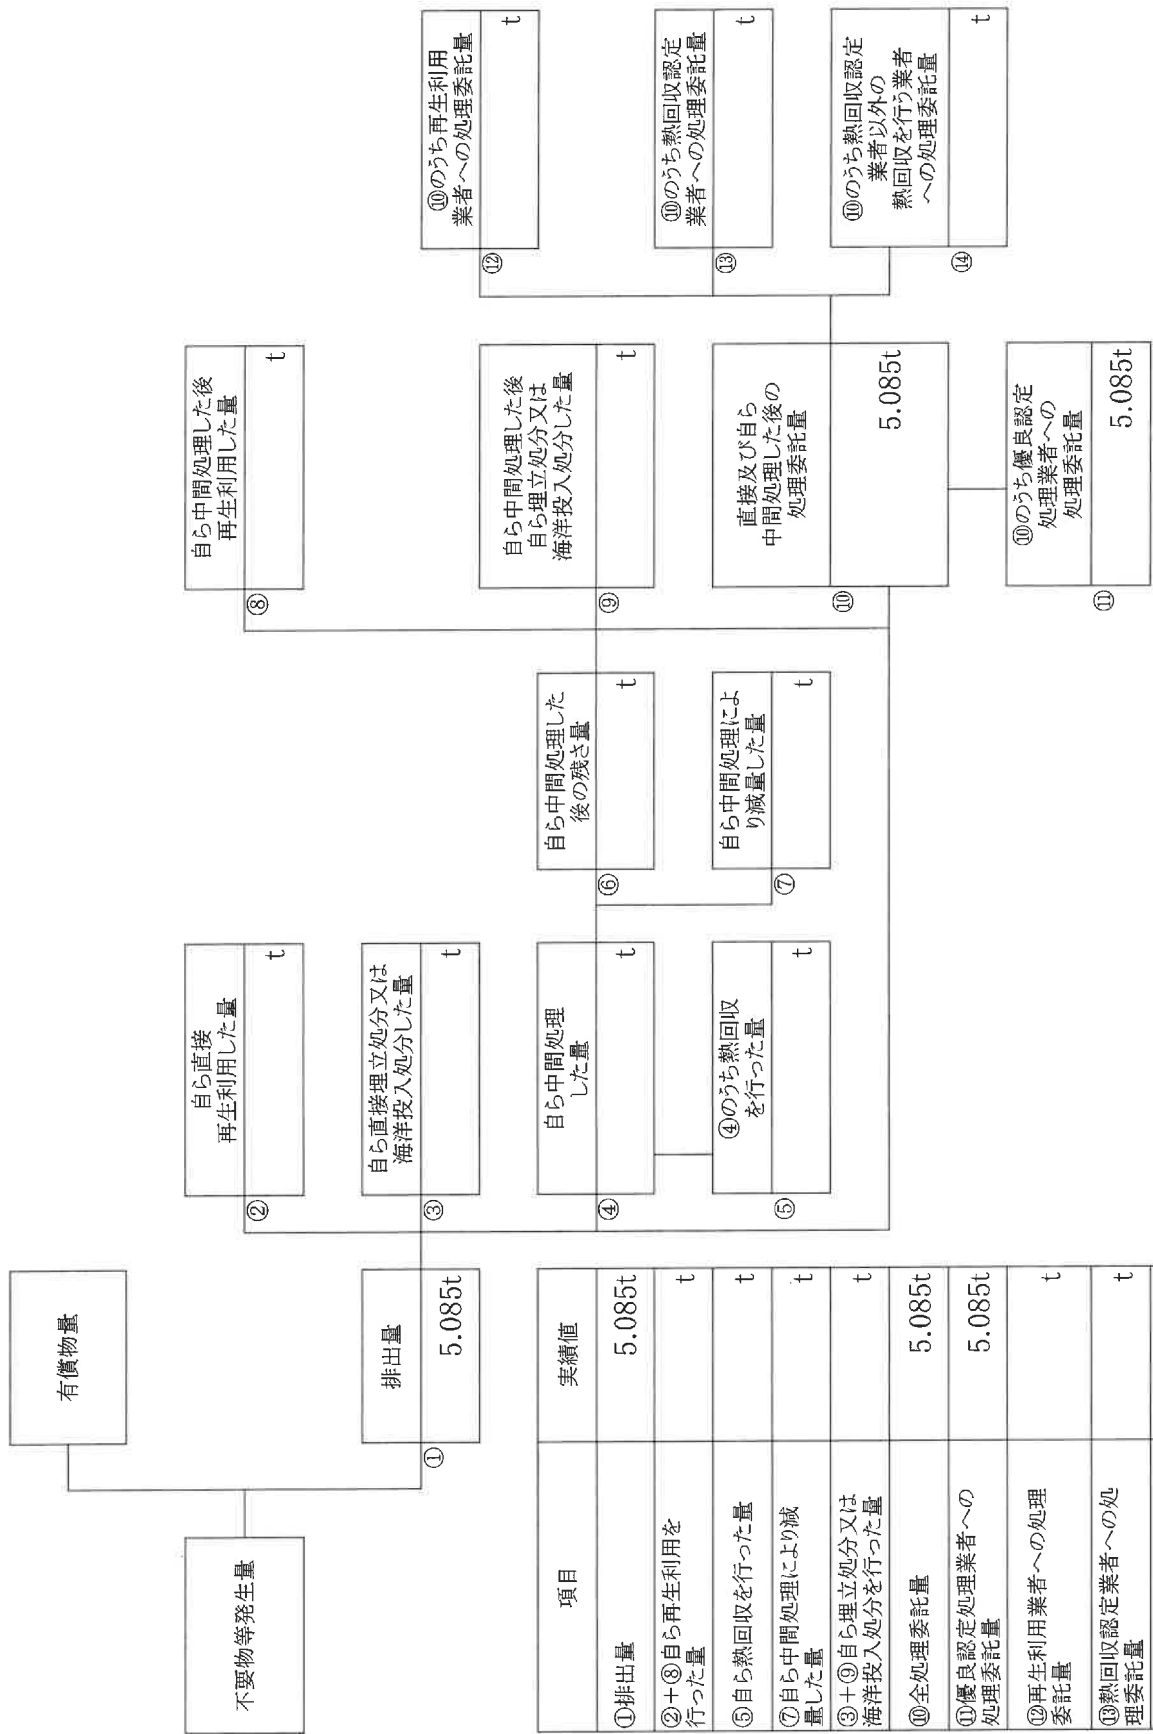 不要物等発生量
有償物量
①
排出量
5.085t
②
自ら直接
再生利用した量
t
③
自ら直接埋立処分又は
海洋投入処分した量
t
④
自ら中間処理
した量
t
⑤
④のうち熱回収
を行った量
t
⑥
自ら中間処理した
後の残さ量
t
⑦
自ら中間処理によ
り減量した量
t
⑧
自ら中間処理した後
再生利用した量
t
⑨
自ら中間処理した後
自ら埋立処分又は
海洋投入処分した量
t
⑩
直接及び自ら
中間処理した後の
処理委託量
5.085t
⑪
⑩のうち優良認定
処理業者への
処理委託量
5.085t
⑫
⑩のうち再生利用
業者への処理委託量
t
⑬
⑩のうち熱回収認定
業者への処理委託量
t
⑭
⑩のうち熱回収認定
業者以外の
熱回収を行う業者
への処理委託量
t
項目
実績値
①排出量
5.085t
②+⑧自ら再生利用を
行った量
t
⑤自ら熱回収を行った量
t
⑦自ら中間処理により減
量した量
t
③+⑨自ら埋立処分又は
海洋投入処分を行った量
t
⑩全処理委託量
5.085t
⑪優良認定処理業者への
処理委託量
5.085t
⑫再生利用業者への処理
委託量
t
⑬熱回収認定業者への処
理委託量
t